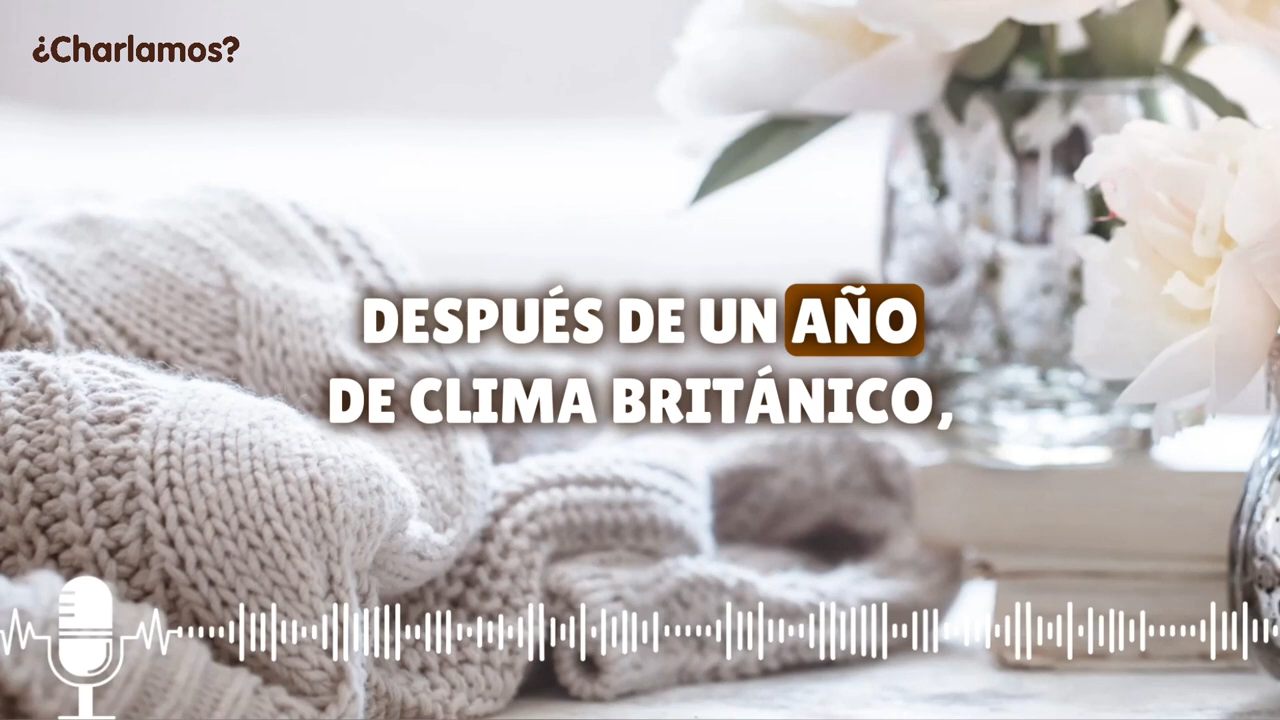 ¿Charlamos?
DESPUÉS DE UN AÑO
DE CLIMA BRITÁNICO,